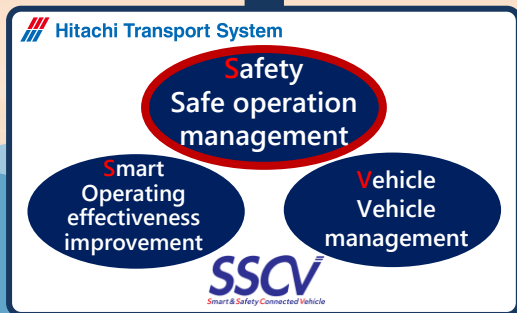 Hitachi Transport System
Safety
Safe operation
management
Smart
Operating
effectiveness
improvement
Vehicle
Vehicle
management
SSCV
Smart & Safety Connected Vehicle